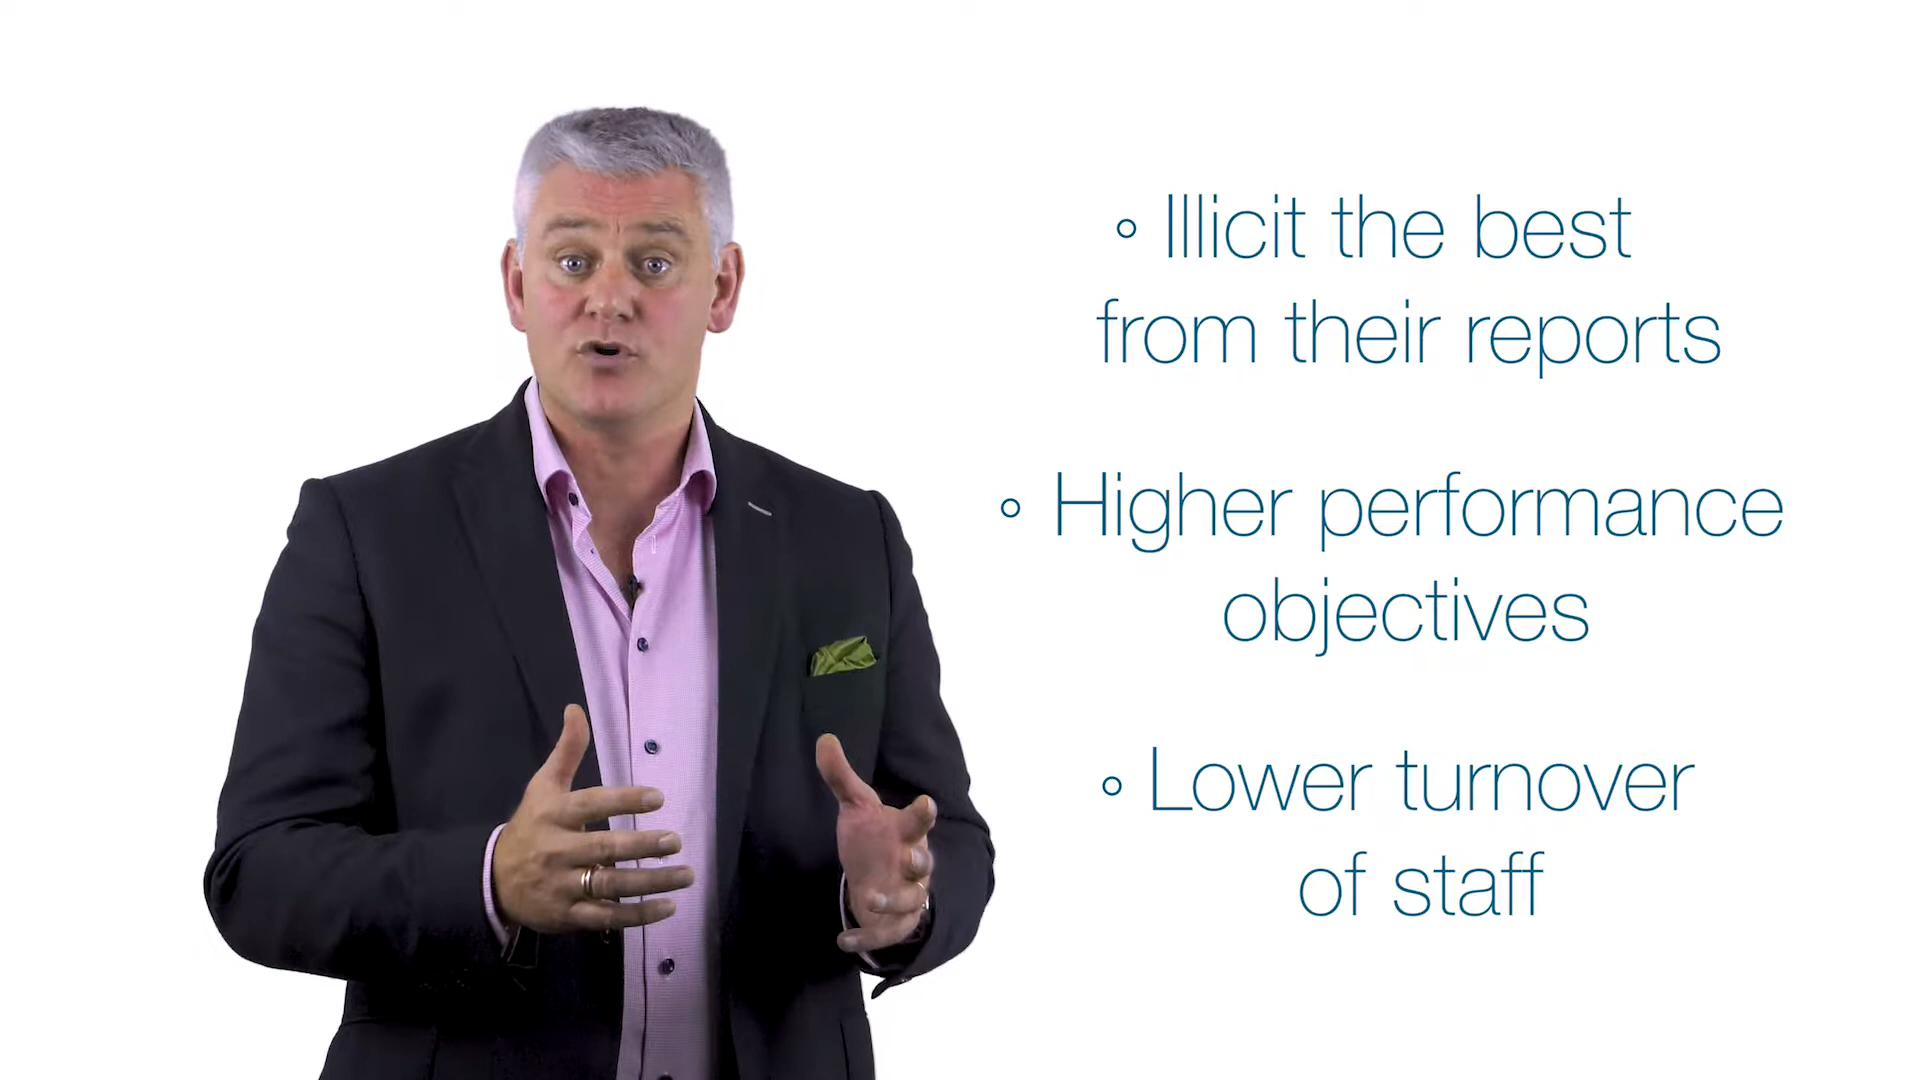 ◦ Illicit the best
from their reports
◦ Higher performance
objectives
◦ Lower turnover
of staff